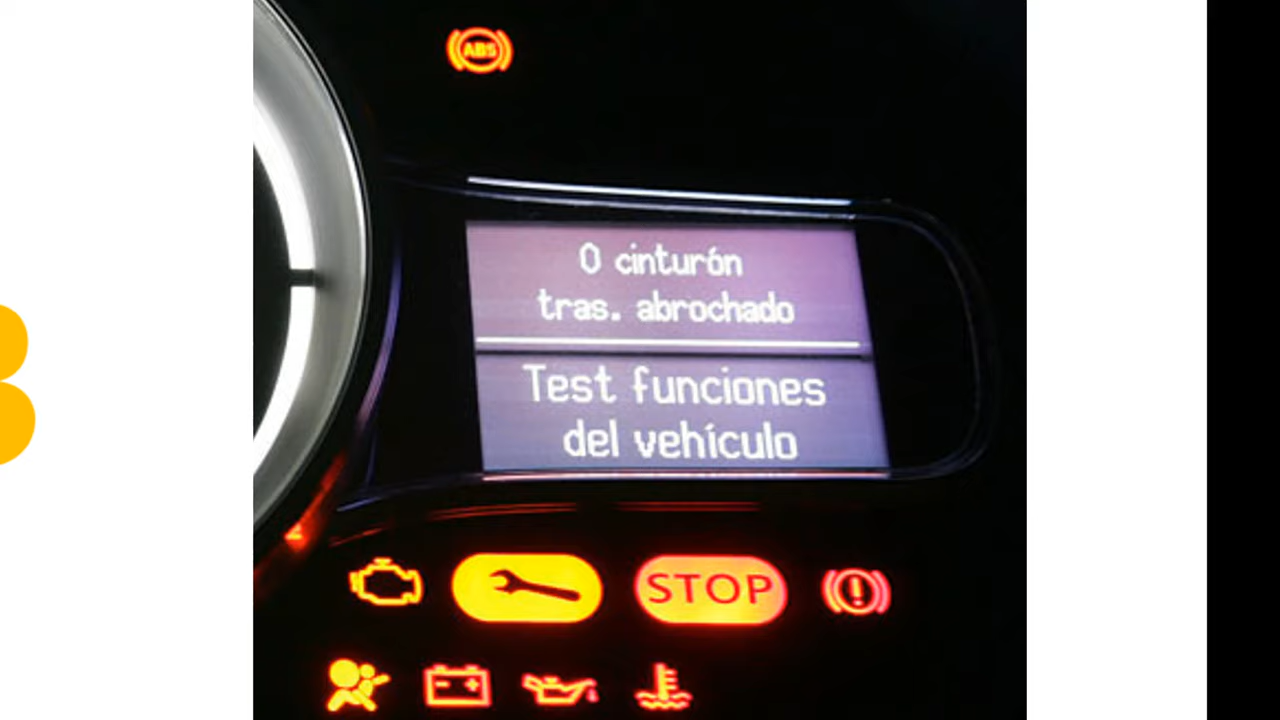 ABS
0 cinturón
tras. abrochado
Test funciones
del vehículo
STOP